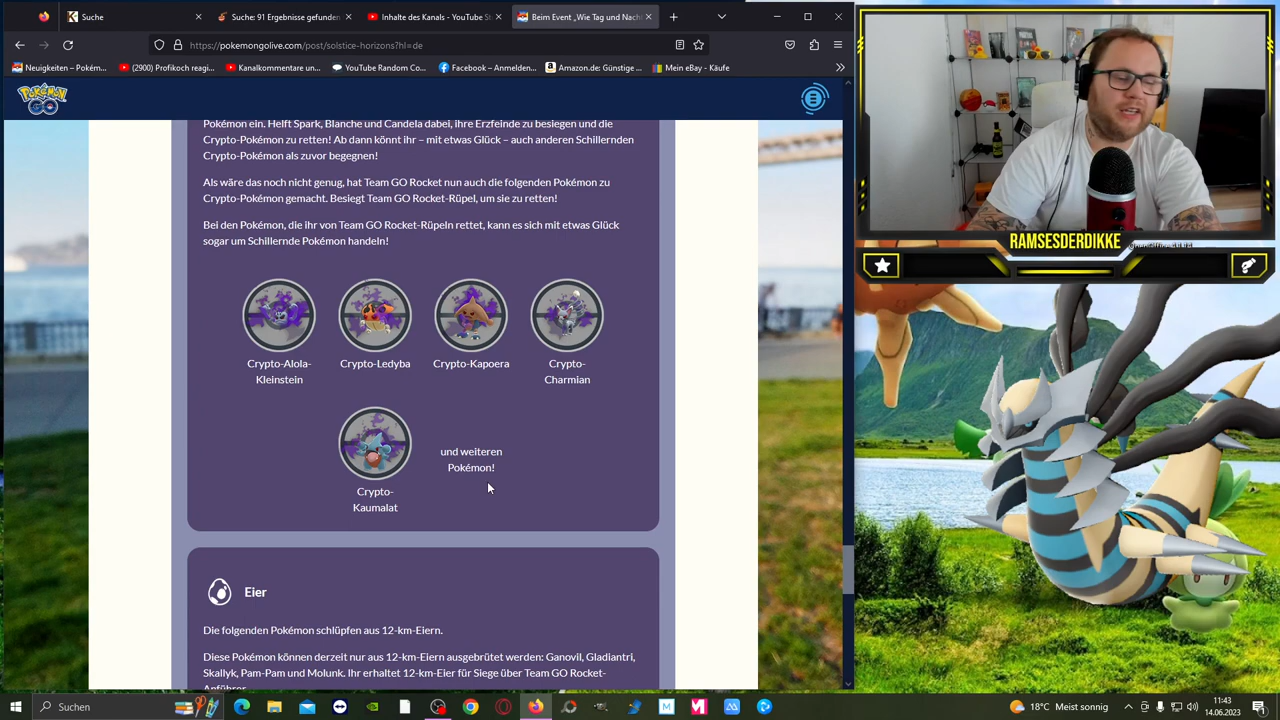 Suche
Suche: 91 Ergebnisse gefunden
Inhalte des Kanals - YouTube St
Beim Event „Wie Tag und Nach
https://pokemongolive.com/post/solstice-horizons?hl=de
Neuigkeiten – Pokém...
(2900) Profikoch reagi...
Kanalkommentare un...
YouTube Random Co...
Facebook – Anmelden...
Amazon.de: Günstige ...
Mein eBay - Käufe
POKÉMON GO
Pokémon ein. Helft Spark, Blanche und Candela dabei, ihre Erzfeinde zu besiegen und die
Crypto-Pokémon zu retten! Ab dann könnt ihr – mit etwas Glück – auch anderen Schillernden
Crypto-Pokémon als zuvor begegnen!
Als wäre das noch nicht genug, hat Team GO Rocket nun auch die folgenden Pokémon zu
Crypto-Pokémon gemacht. Besiegt Team GO Rocket-Rüpel, um sie zu retten!
Bei den Pokémon, die ihr von Team GO Rocket-Rüpeln rettet, kann es sich mit etwas Glück
sogar um Schillernde Pokémon handeln!
Crypto-Alola-
Kleinstein
Crypto-Ledyba
Crypto-Kapoera
Crypto-
Charmian
Crypto-
Kaumalat
und weiteren
Pokémon!
Eier
Die folgenden Pokémon schlüpfen aus 12-km-Eiern.
Diese Pokémon können derzeit nur aus 12-km-Eiern ausgebrütet werden: Ganovil, Gladiantri,
Skallyk, Pam-Pam und Molunk. Ihr erhaltet 12-km-Eier für Siege über Team GO Rocket-
Anführer.
RAMSESDERDIKKE
Suchen
18°C Meist sonnig
11:43
14.06.2023